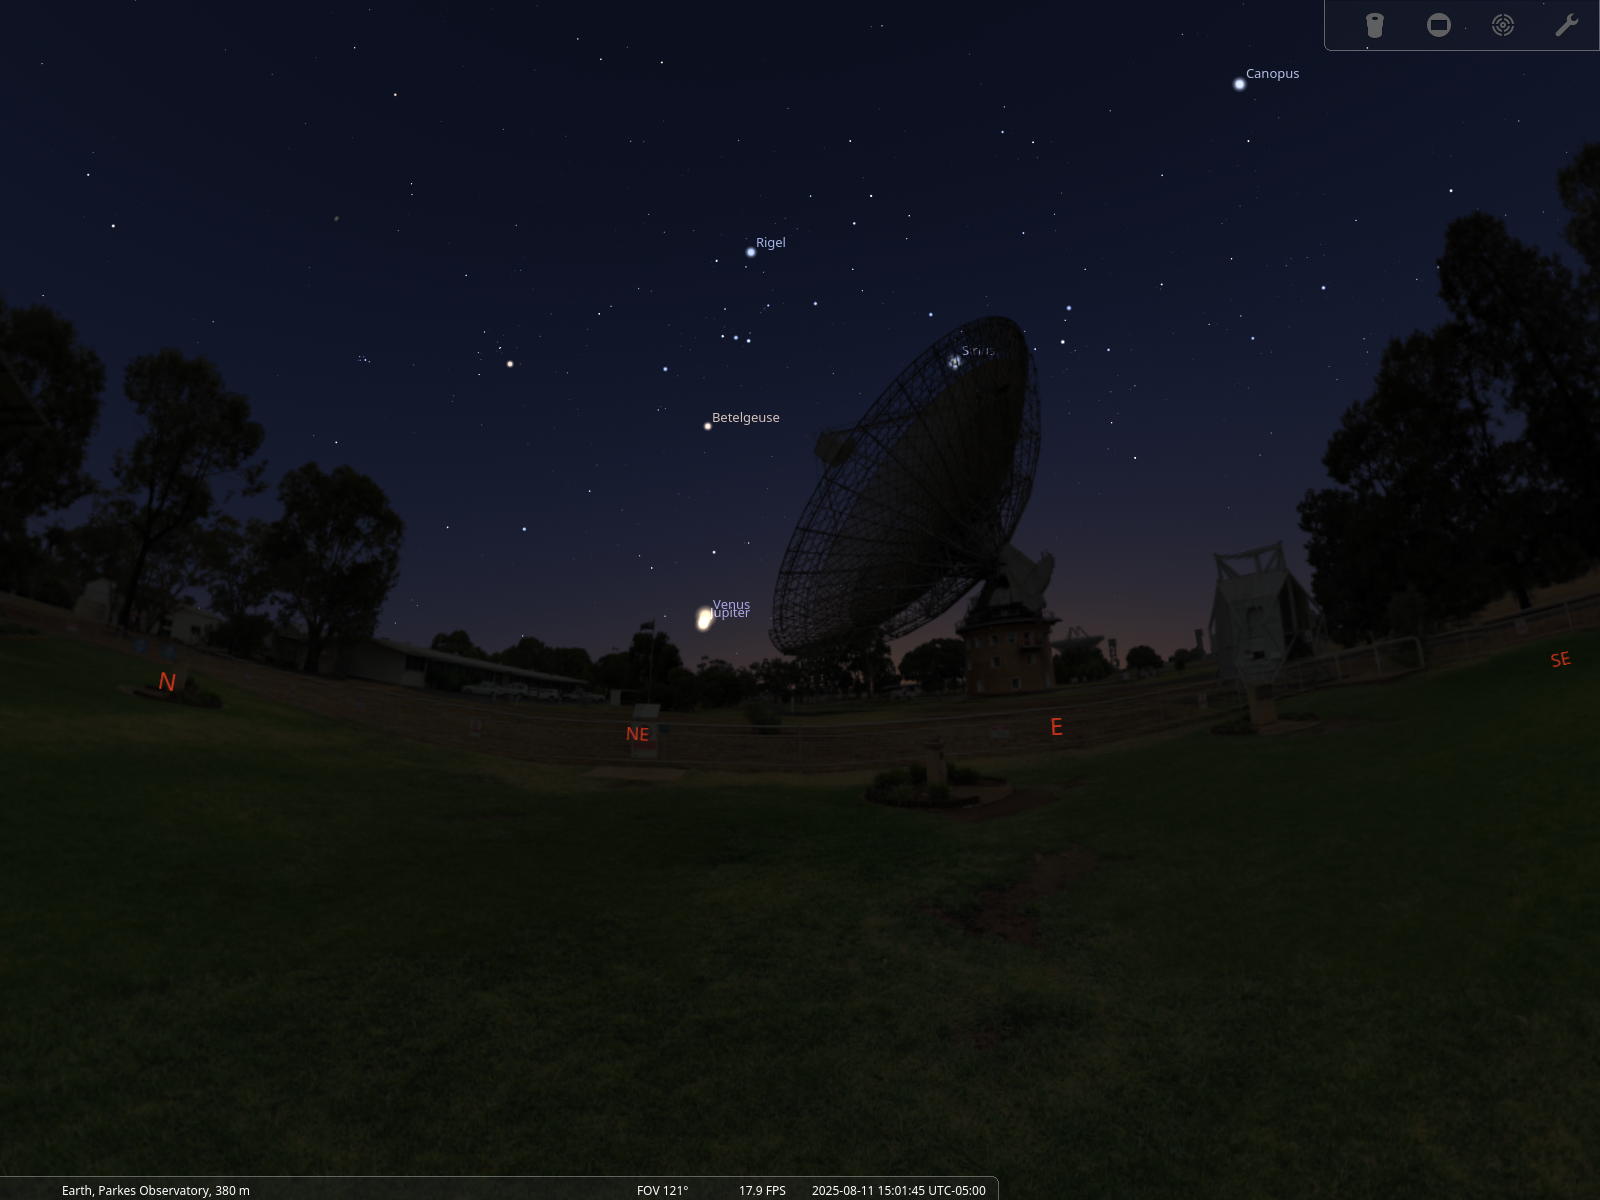 Canopus
Rigel
Sirius
Betelgeuse
Venus
Jupiter
N
NE
E
SE
Earth, Parkes Observatory, 380 m
FOV 121°
17.9 FPS
2025-08-11 15:01:45 UTC-05:00